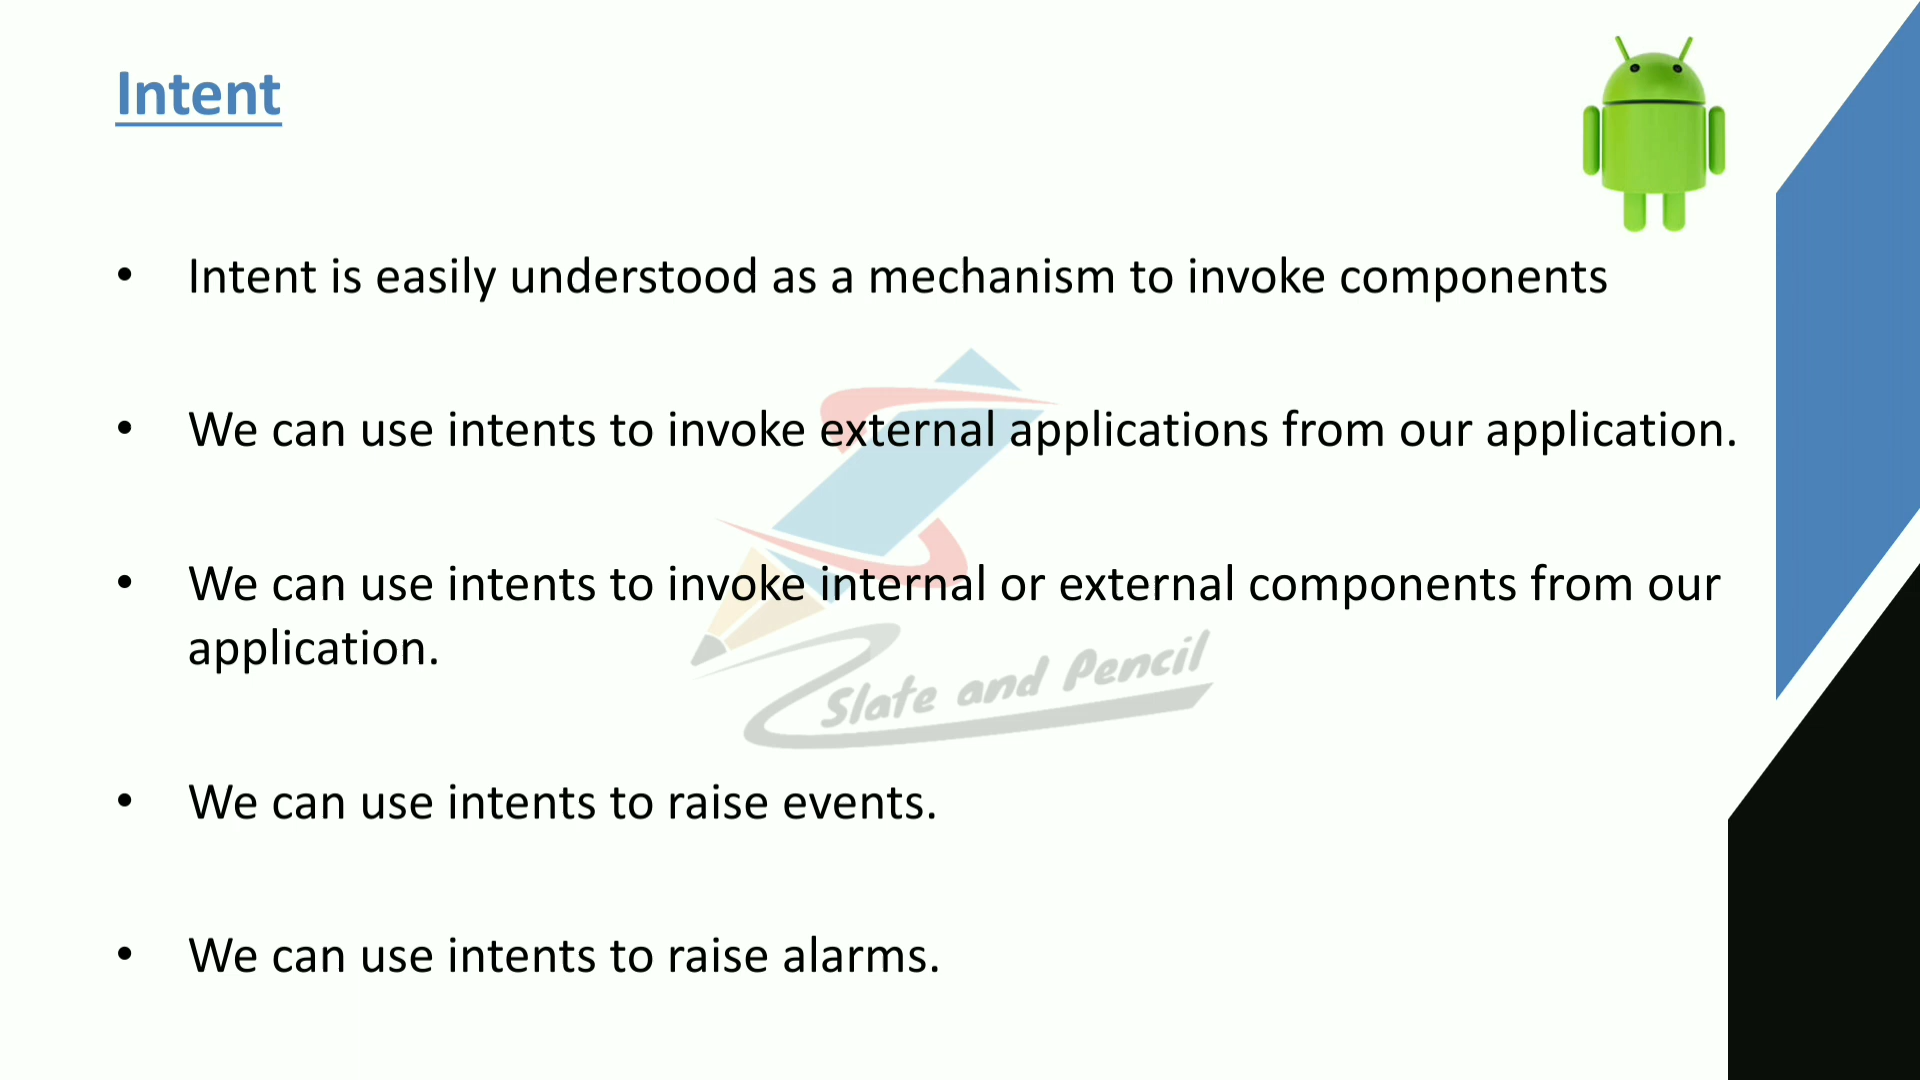 Intent
• Intent is easily understood as a mechanism to invoke components
• We can use intents to invoke external applications from our application.
• We can use intents to invoke internal or external components from our
application.
Slate and Pencil
• We can use intents to raise events.
• We can use intents to raise alarms.